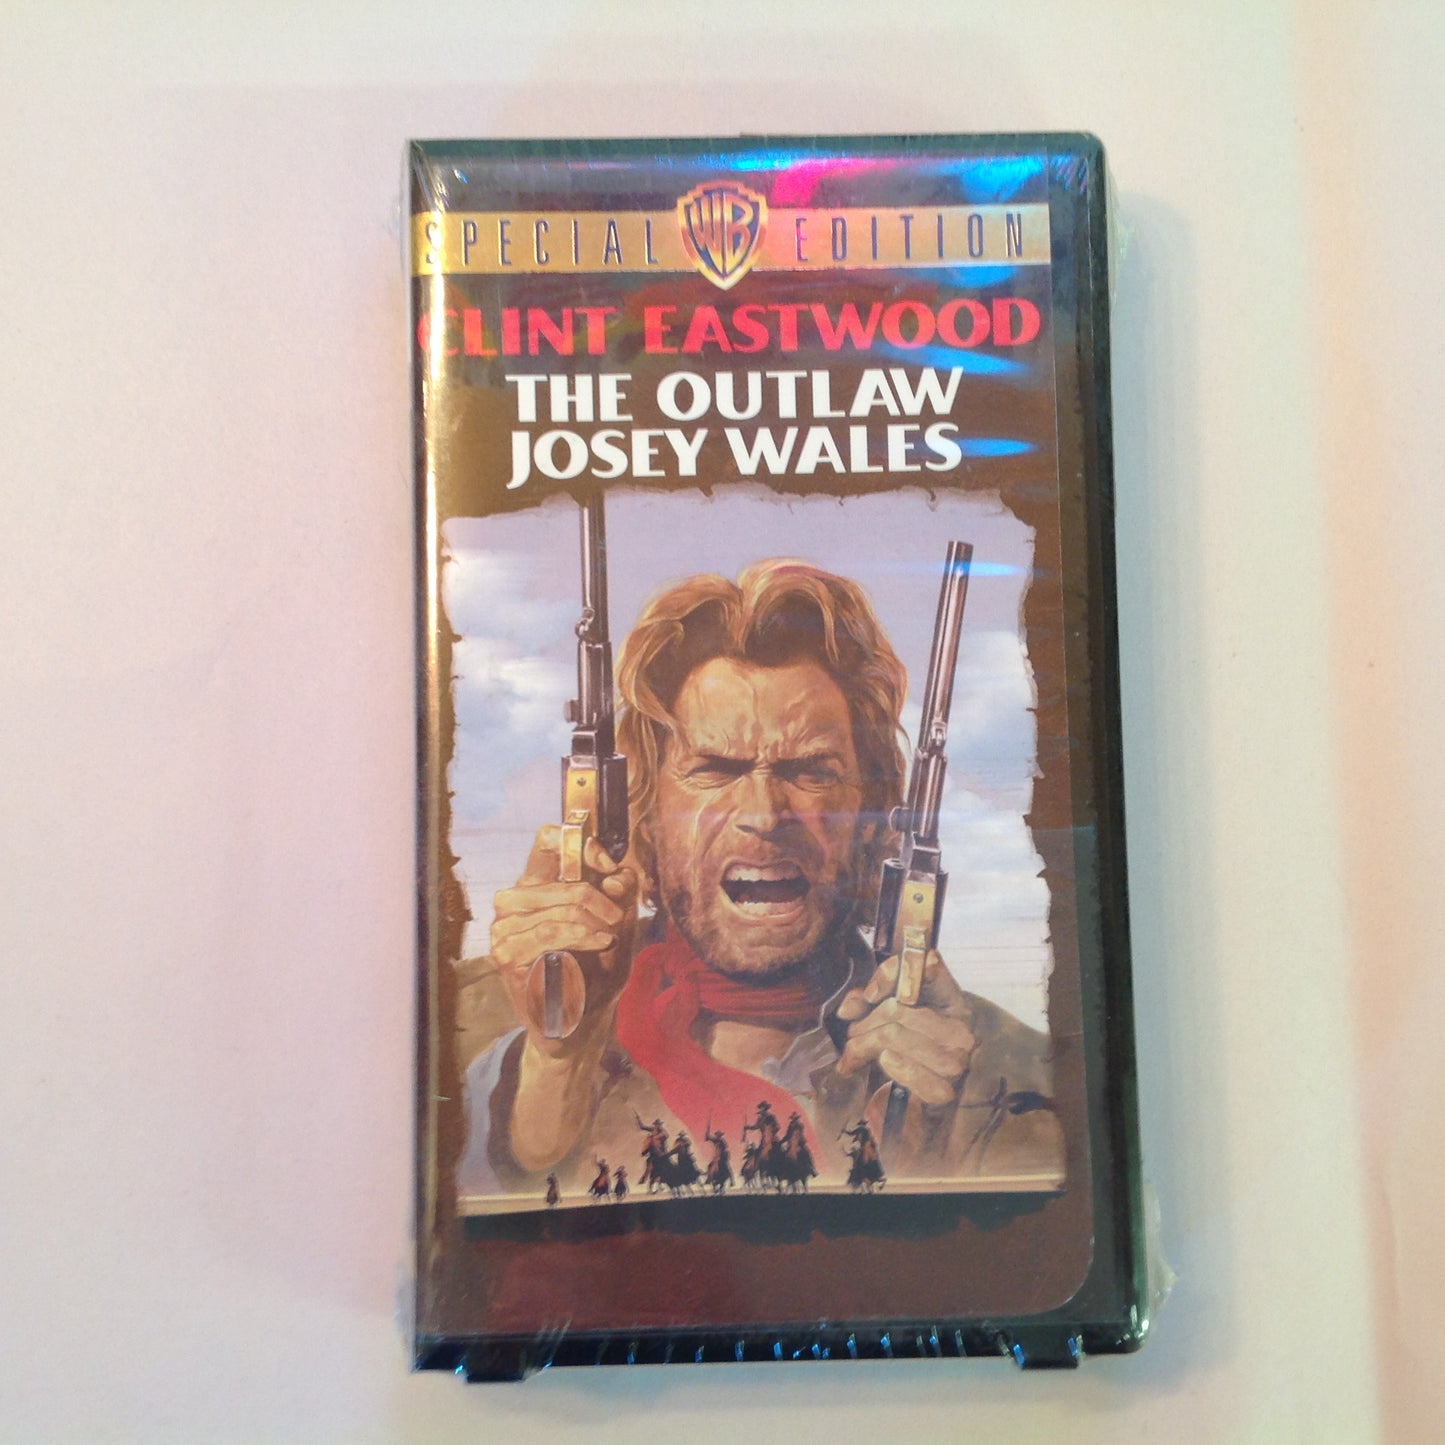 SPECIAL WB EDITION
CLINT EASTWOOD
THE OUTLAW
JOSEY WALES